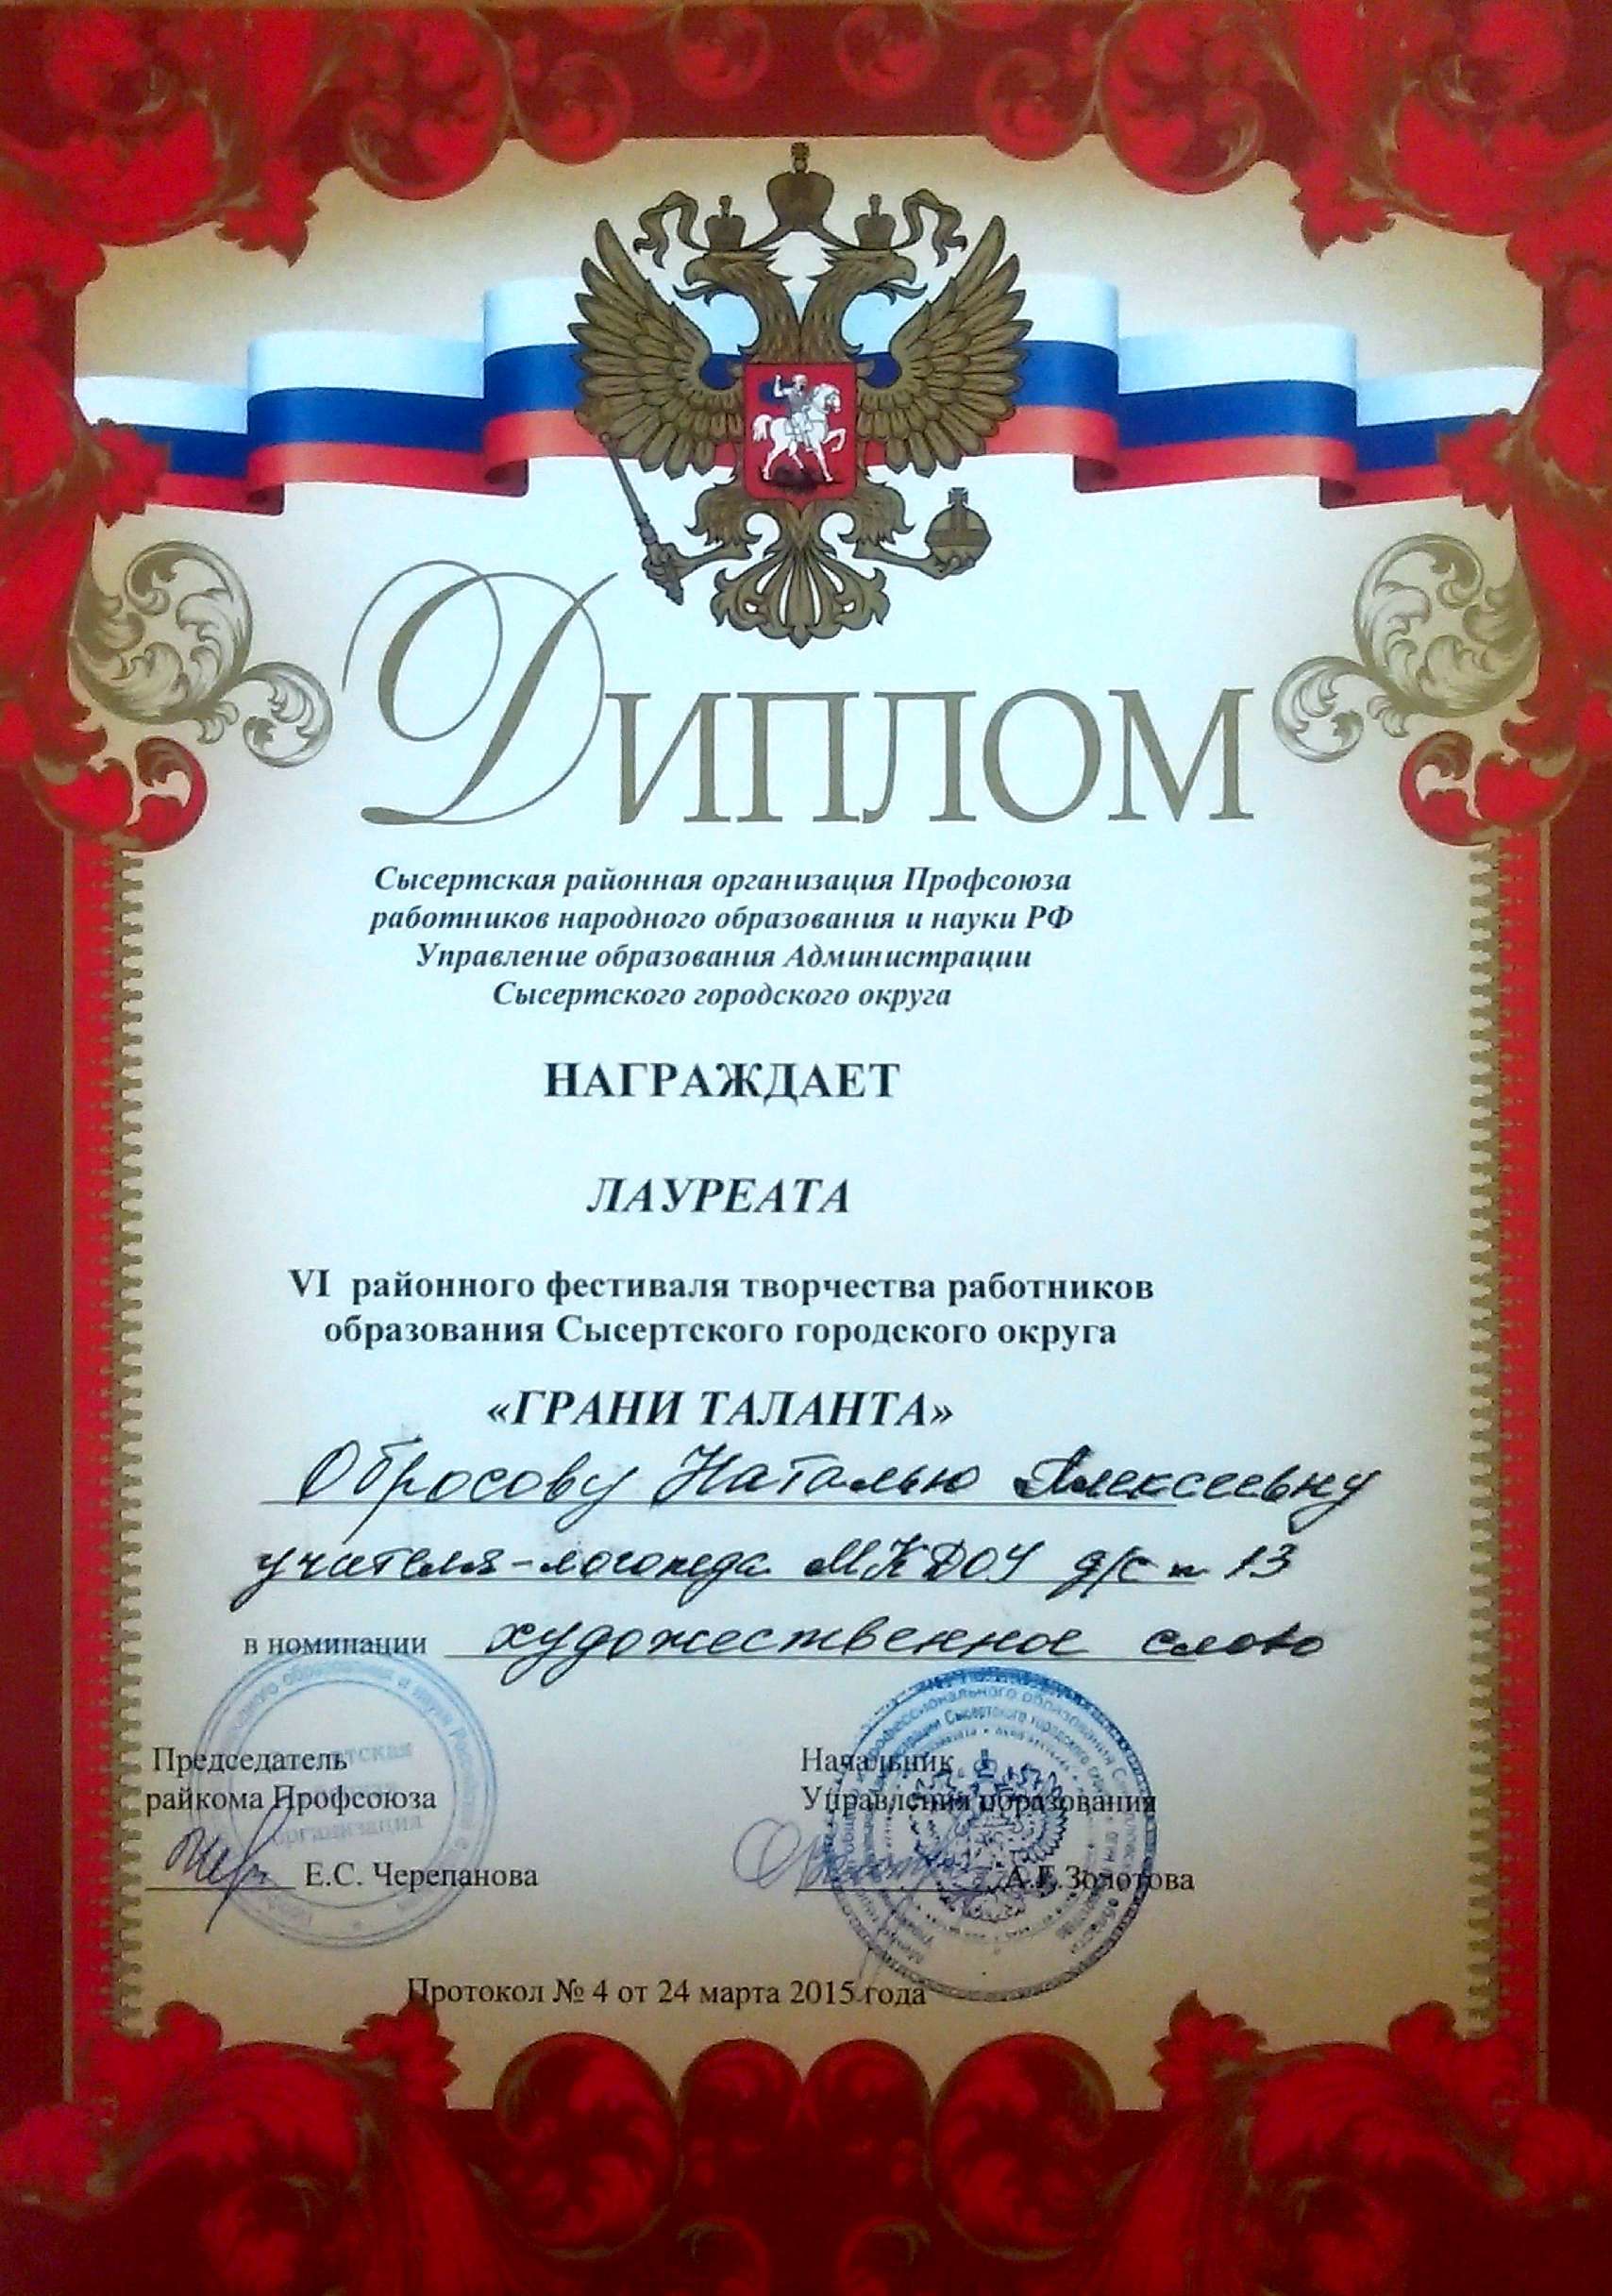 Диплом
Сысертская районная организация Профсоюза
работников народного образования и науки РФ
Управление образования Администрации
Сысертского городского округа
НАГРАЖДАЕТ
ЛАУРЕАТА
VI районного фестиваля творчества работников
образования Сысертского городского округа
«ГРАНИ ТАЛАНТА»
Обросову Наталью Алексеевну
учителя-логопеда МКДОУ д/с н 13
в номинации художественное слово
Председатель
райкома Профсоюза
Е.С. Черепанова
Начальник
Управления образования
Золотова
Протокол № 4 от 24 марта 2015 года